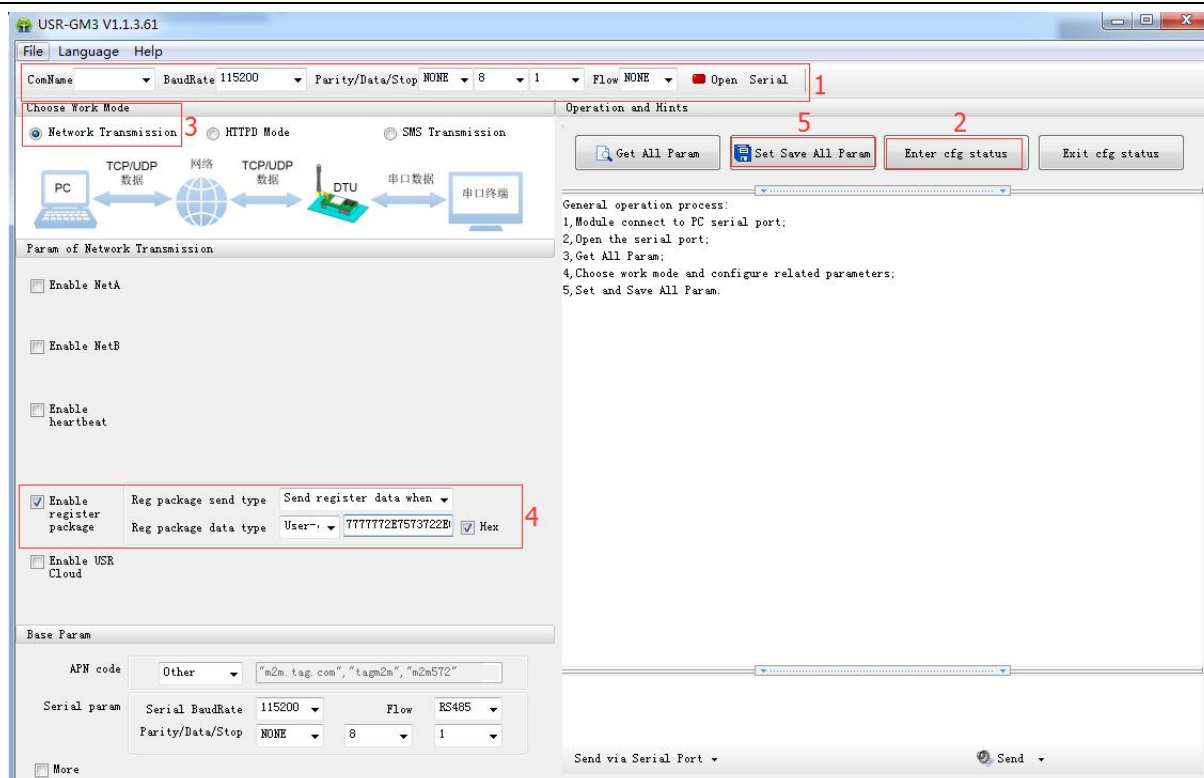 USR-GM3 V1.1.3.61
File Language Help
ComName BaudRate 115200 Parity/Data/Stop NONE 8 1 Flow NONE Open Serial
1
Choose Work Mode
Network Transmission 3 HTTPD Mode SMS Transmission
TCP/UDP 网络 TCP/UDP
数据 数据 串口数据
PC DTU 串口终端
Param of Network Transmission
Enable NetA
Enable NetB
Enable
heartbeat
Enable
register
package
Reg package send type Send register data when
Reg package data type User- 7777772E7573722E Hex
4
Enable USR
Cloud
Base Param
APN code Other "m2m.tag.com","tagm2m","m2m572"
Serial param Serial BaudRate 115200 Flow RS485
Parity/Data/Stop NONE 8 1
More
Operation and Hints
5 2
Get All Param Set Save All Param Enter cfg status Exit cfg status
General operation process:
1,Module connect to PC serial port;
2,Open the serial port;
3,Get All Param;
4,Choose work mode and configure related parameters;
5,Set and Save All Param.
Send via Serial Port Send